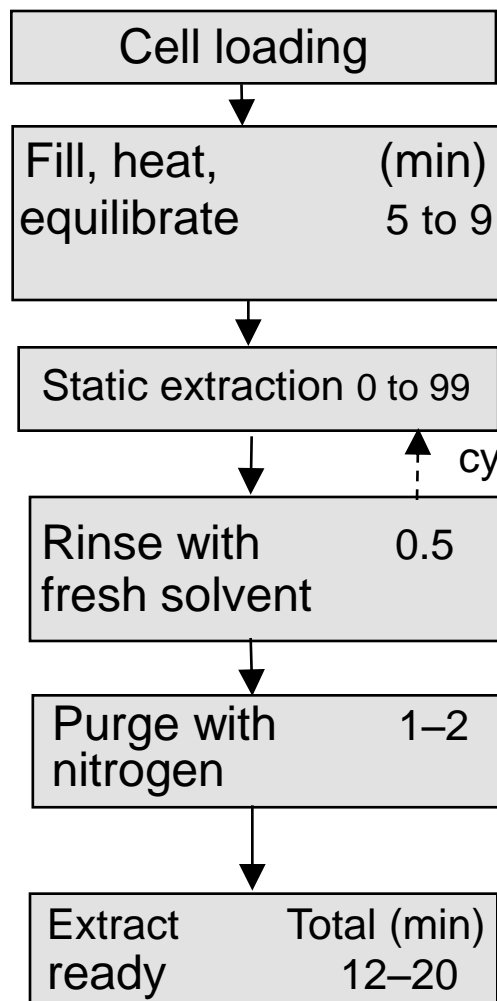 Cell loading
Fill, heat, (min)
equilibrate 5 to 9
Static extraction 0 to 99
cy
Rinse with 0.5
fresh solvent
Purge with 1–2
nitrogen
Extract Total (min)
ready 12–20